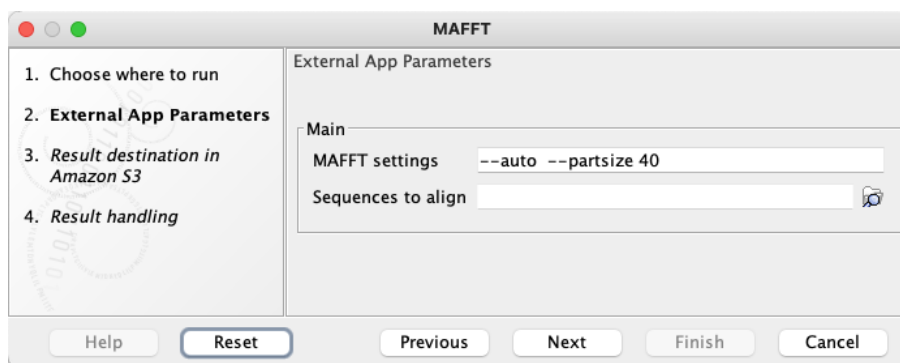 MAFFT
1. Choose where to run
2. External App Parameters
3. Result destination in
Amazon S3
4. Result handling
External App Parameters
Main
MAFFT settings --auto --partsize 40
Sequences to align
Help Reset Previous Next Finish Cancel